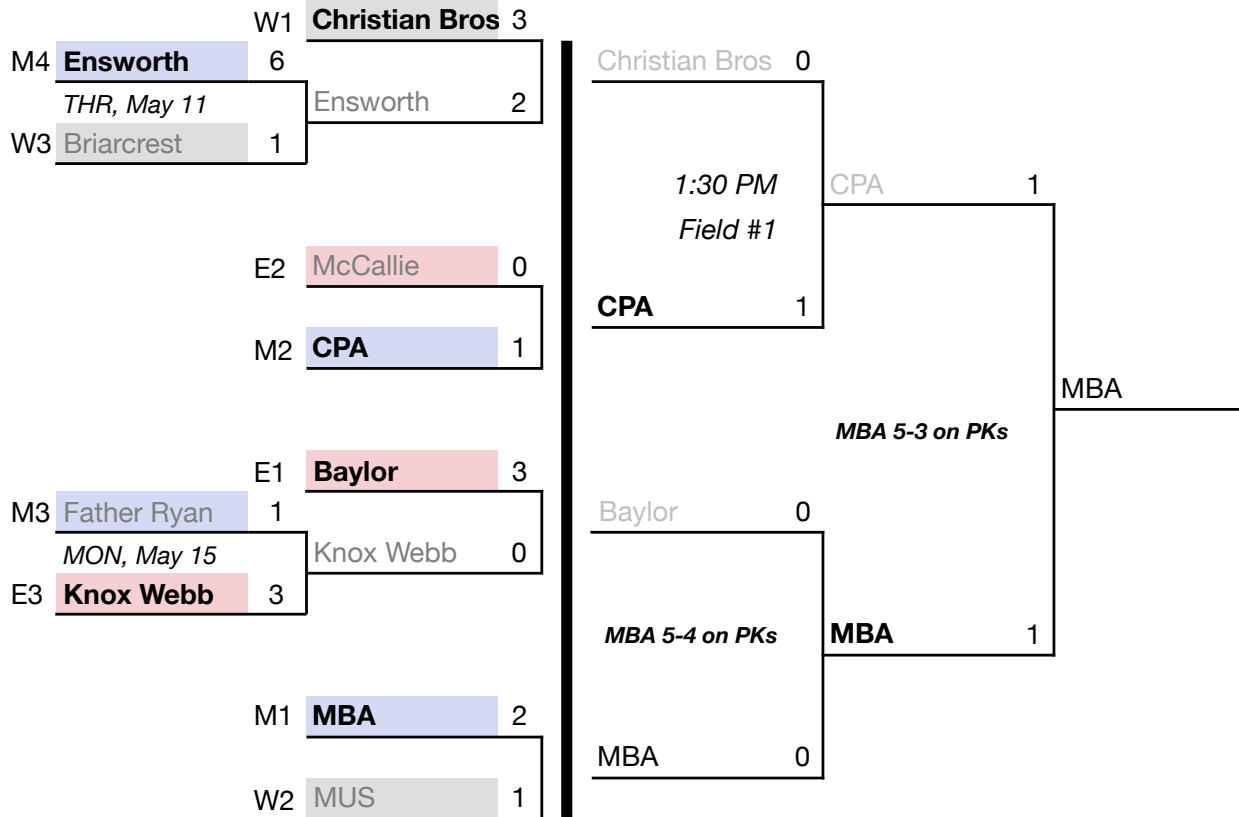 W1 Christian Bros 3
M4 Ensworth 6
Christian Bros 0
THR, May 11
Ensworth 2
W3 Briarcrest 1
1:30 PM
CPA 1
Field #1
E2 McCallie 0
CPA 1
M2 CPA 1
MBA
MBA 5-3 on PKs
E1 Baylor 3
M3 Father Ryan 1
Baylor 0
MON, May 15
Knox Webb 0
E3 Knox Webb 3
MBA 5-4 on PKs
MBA 1
M1 MBA 2
MBA 0
W2 MUS 1